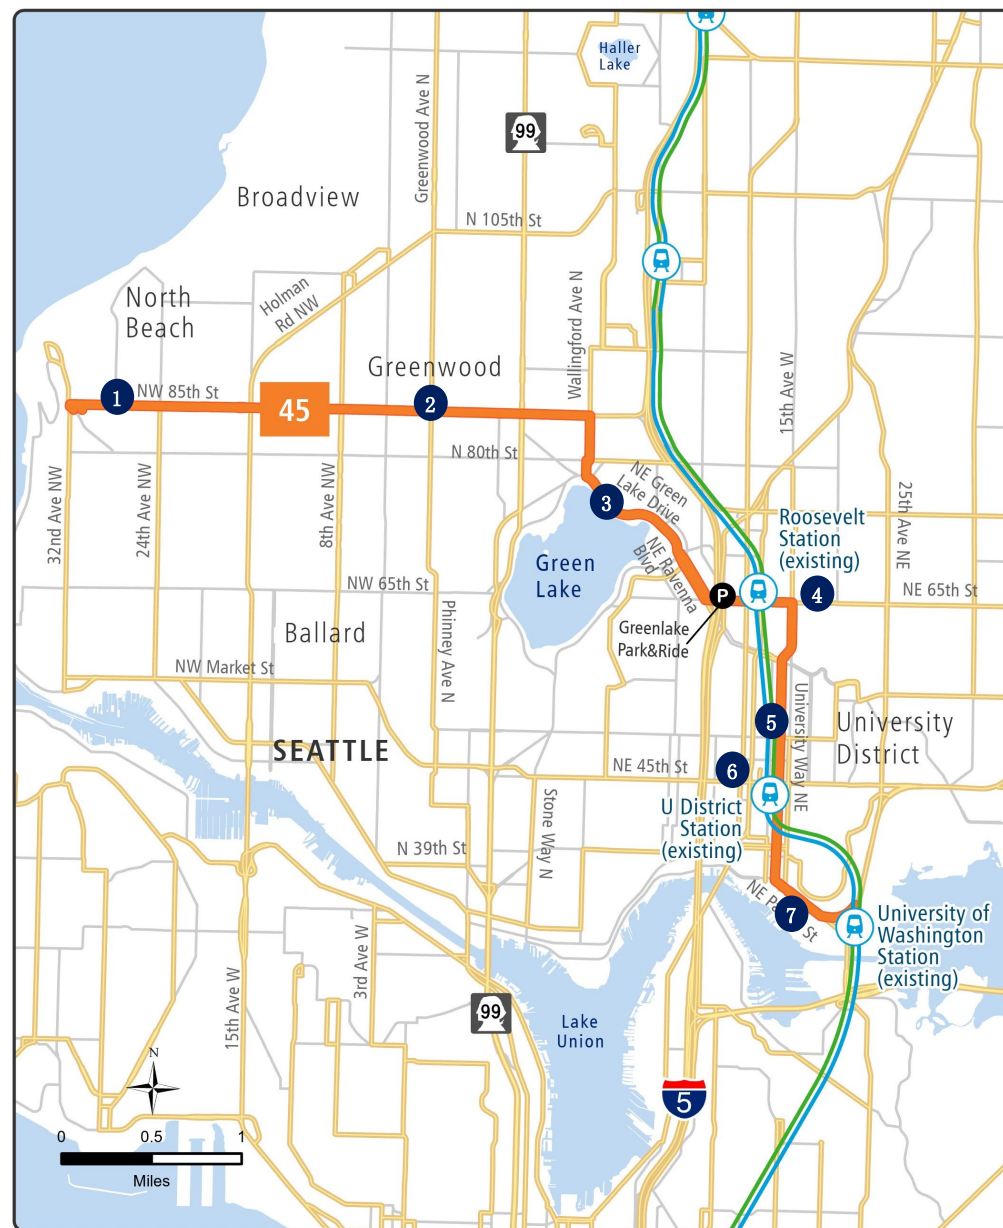 Haller
Lake
Greenwood Ave N
99
Broadview
N 105th St
North
Beach
Holman
Rd NW
Wallingford Ave N
15th Ave W
Greenwood
1
NW 85th St
45
2
N 80th St
32nd Ave NW
24th Ave NW
8th Ave NW
NE Green
Lake Drive
3
25th Ave NE
Roosevelt
Station
(existing)
NE Ravenna
Blvd
Green
Lake
NW 65th St
P
4
NE 65th St
Greenlake
Park&Ride
Ballard
Phinney Ave N
NW Market St
University Way NE
5
University
District
SEATTLE
NE 45th St
6
U District
Station
(existing)
Stone Way N
N 39th St
NE Pa
St
7
University of
Washington
Station
(existing)
15th Ave W
3rd Ave W
99
Lake
Union
5
N
0 0.5 1
Miles